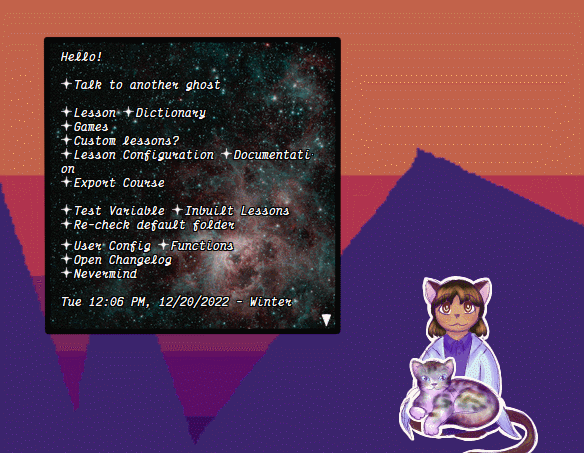 Hello!
Talk to another ghost
Lesson Dictionary
Games
Custom lessons?
Lesson Configuration Documentati
on
Export Course
Test Variable Inbuilt Lessons
Re-check default folder
User Config Functions
Open Changelog
Nevermind
Tue 12:06 PM, 12/20/2022 - Winter